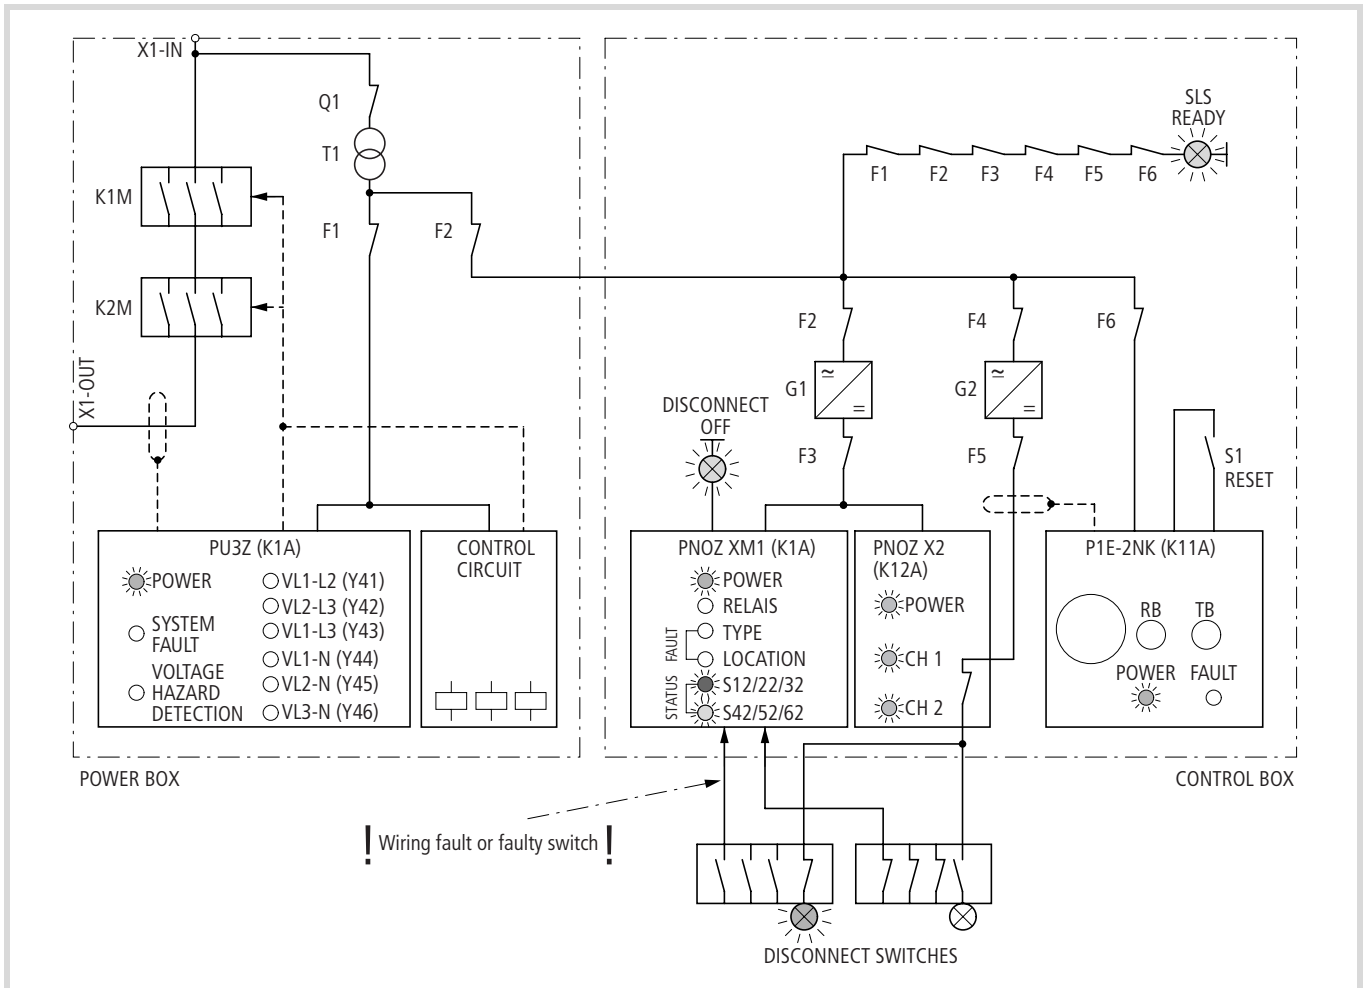 X1-IN
Q1
T1
K1M
F1
F2
K2M
X1-OUT
PU3Z (K1A)
POWER
SYSTEM
FAULT
VOLTAGE
HAZARD
DETECTION
VL1-L2 (Y41)
VL2-L3 (Y42)
VL1-L3 (Y43)
VL1-N (Y44)
VL2-N (Y45)
VL3-N (Y46)
CONTROL
CIRCUIT
POWER BOX
SLS
READY
F1
F2
F3
F4
F5
F6
F2
F4
F6
G1
≃
=
G2
≃
=
DISCONNECT
OFF
F3
F5
S1
RESET
PNOZ XM1 (K1A)
POWER
RELAIS
FAULT
TYPE
LOCATION
STATUS
S12/22/32
S42/52/62
PNOZ X2
(K12A)
POWER
CH 1
CH 2
P1E-2NK (K11A)
RB
TB
POWER
FAULT
CONTROL BOX
! Wiring fault or faulty switch !
DISCONNECT SWITCHES